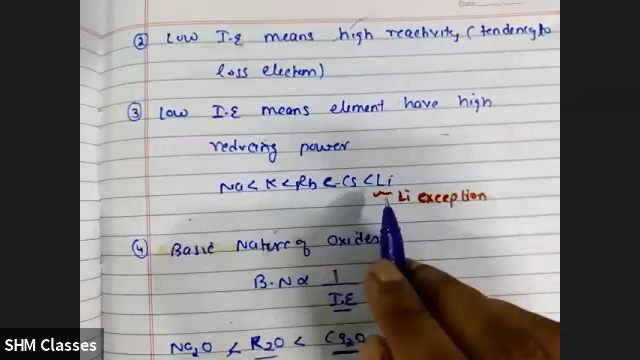 Date
② Low I.E means high reactivity (tendency to
loss electron)
③ Low I.E means element have high
reducing power
Na < K < Rb < Cs < Li
Li exception
④ Basic Nature of Oxides
B.N ∝ 1
I.E
Na2O < K2O < Cs2O
SHM Classes